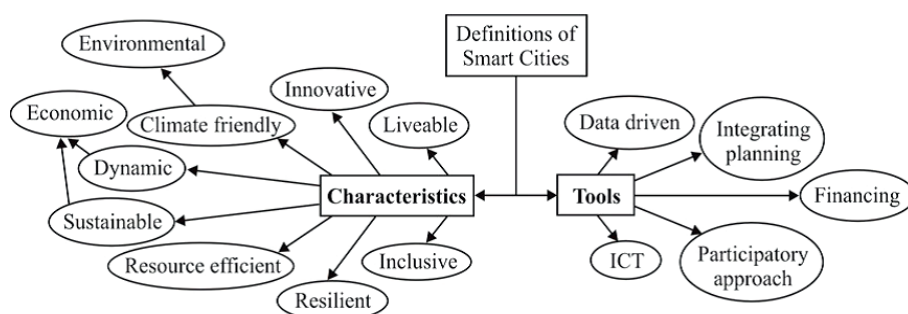 Definitions of
Smart Cities
Environmental
Innovative
Economic
Climate friendly
Liveable
Dynamic
Characteristics
Sustainable
Resource efficient
Resilient
Inclusive
Data driven
Integrating
planning
Tools
Financing
ICT
Participatory
approach